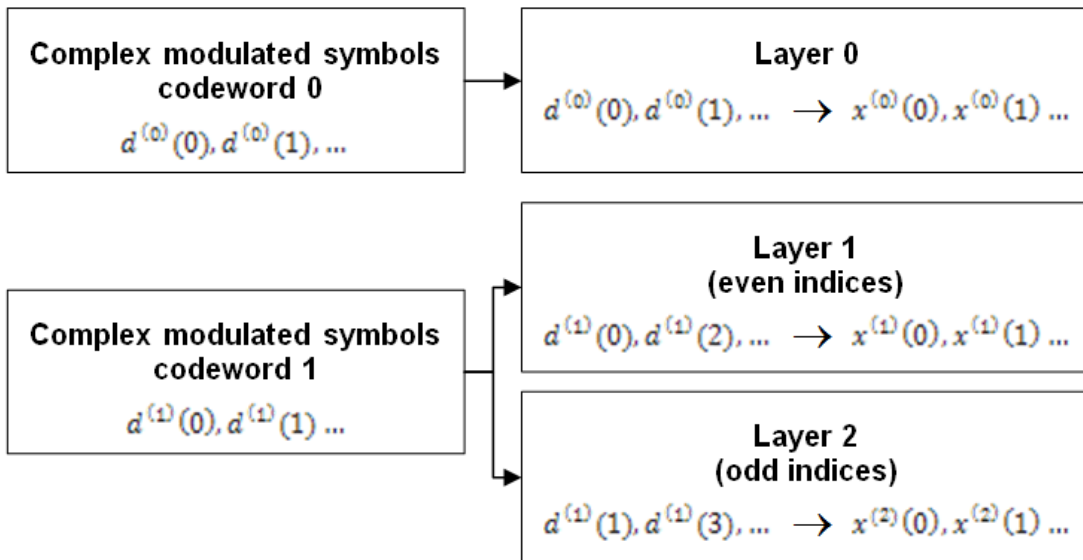 Complex modulated symbols
codeword 0
d⁽⁰⁾(0), d⁽⁰⁾(1), ...
Layer 0
d⁽⁰⁾(0), d⁽⁰⁾(1), ... → x⁽⁰⁾(0), x⁽⁰⁾(1) ...
Complex modulated symbols
codeword 1
d⁽¹⁾(0), d⁽¹⁾(1) ...
Layer 1
(even indices)
d⁽¹⁾(0), d⁽¹⁾(2), ... → x⁽¹⁾(0), x⁽¹⁾(1) ...
Layer 2
(odd indices)
d⁽¹⁾(1), d⁽¹⁾(3), ... → x⁽²⁾(0), x⁽²⁾(1) ...